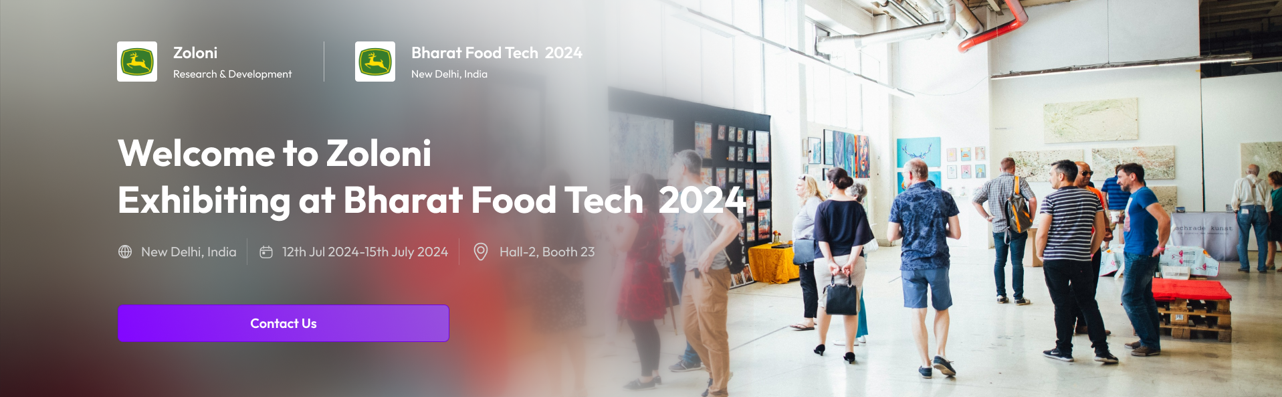 Zoloni
Research & Development
Bharat Food Tech  2024
New Delhi, India
Welcome to Zoloni
Exhibiting at Bharat Food Tech  2024
New Delhi, India
12th Jul 2024-15th July 2024
Hall-2, Booth 23
Contact Us